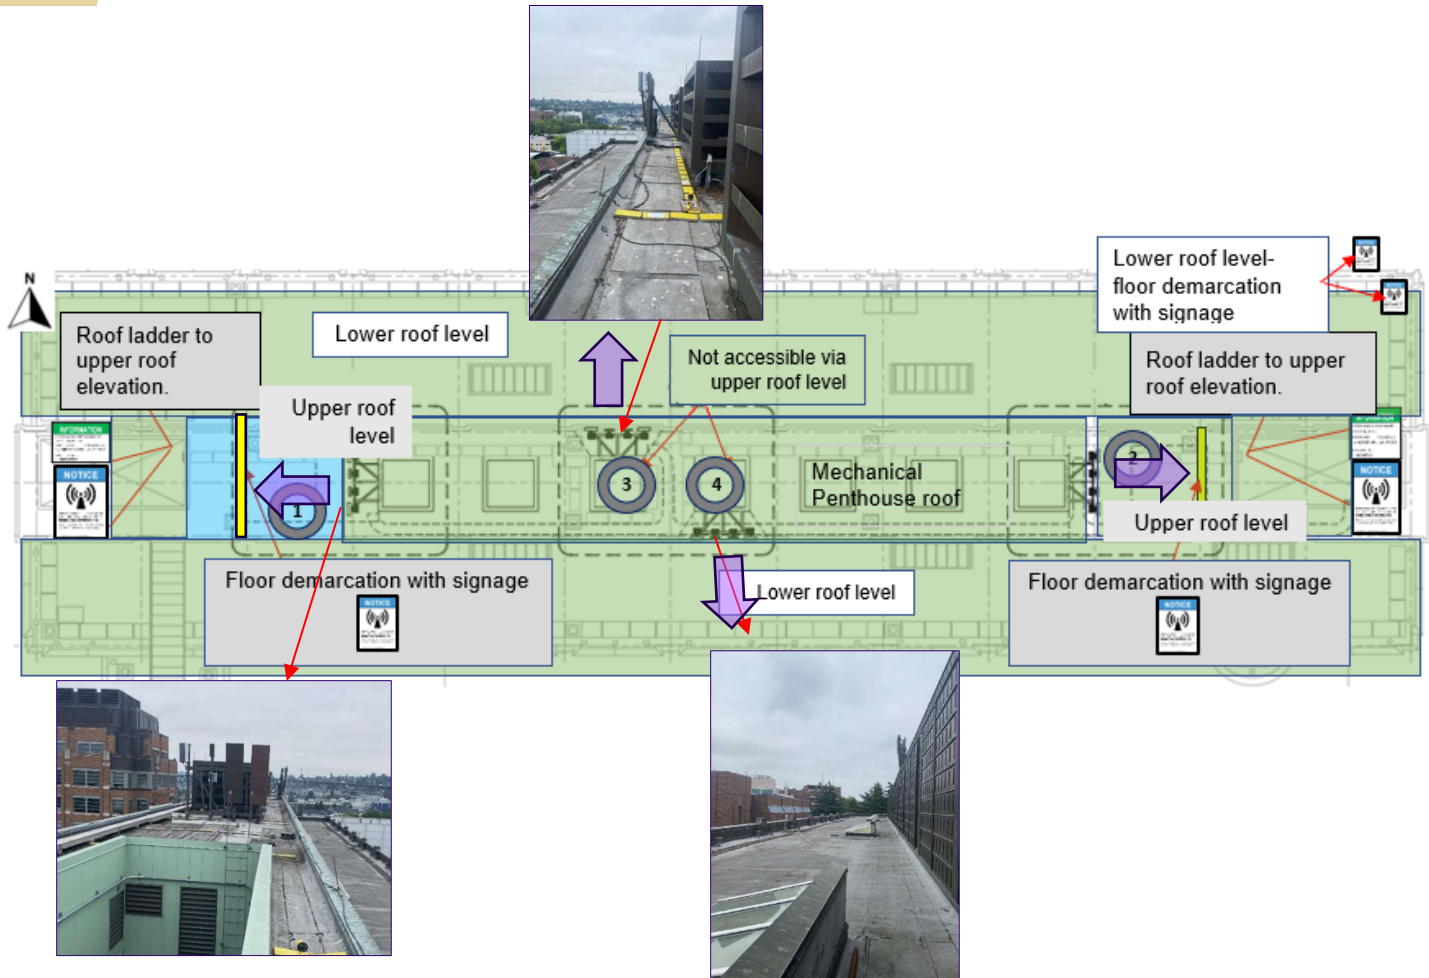 N
Lower roof level-
floor demarcation
with signage
NOTICE
NOTICE
Roof ladder to
upper roof
elevation.
Lower roof level
Not accessible via
upper roof level
Roof ladder to upper
roof elevation.
Upper roof
level
INFORMATION
NOTICE
1
3
4
Mechanical
Penthouse roof
2
INFORMATION
NOTICE
Upper roof level
Floor demarcation with signage
NOTICE
Lower roof level
Floor demarcation with signage
NOTICE